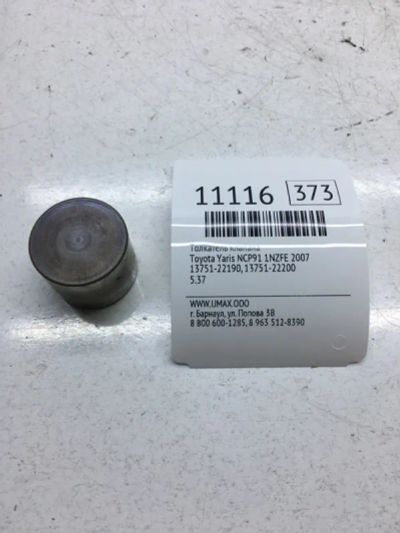 11116 373
Толкатель клапана
Toyota Yaris NCP91 1NZFE 2007
13751-22190, 13751-22200
5.37
WWW.UMAX.ODO
г. Барнаул, ул. Попова 3В
8 800 600-1285, 8 963 512-8390